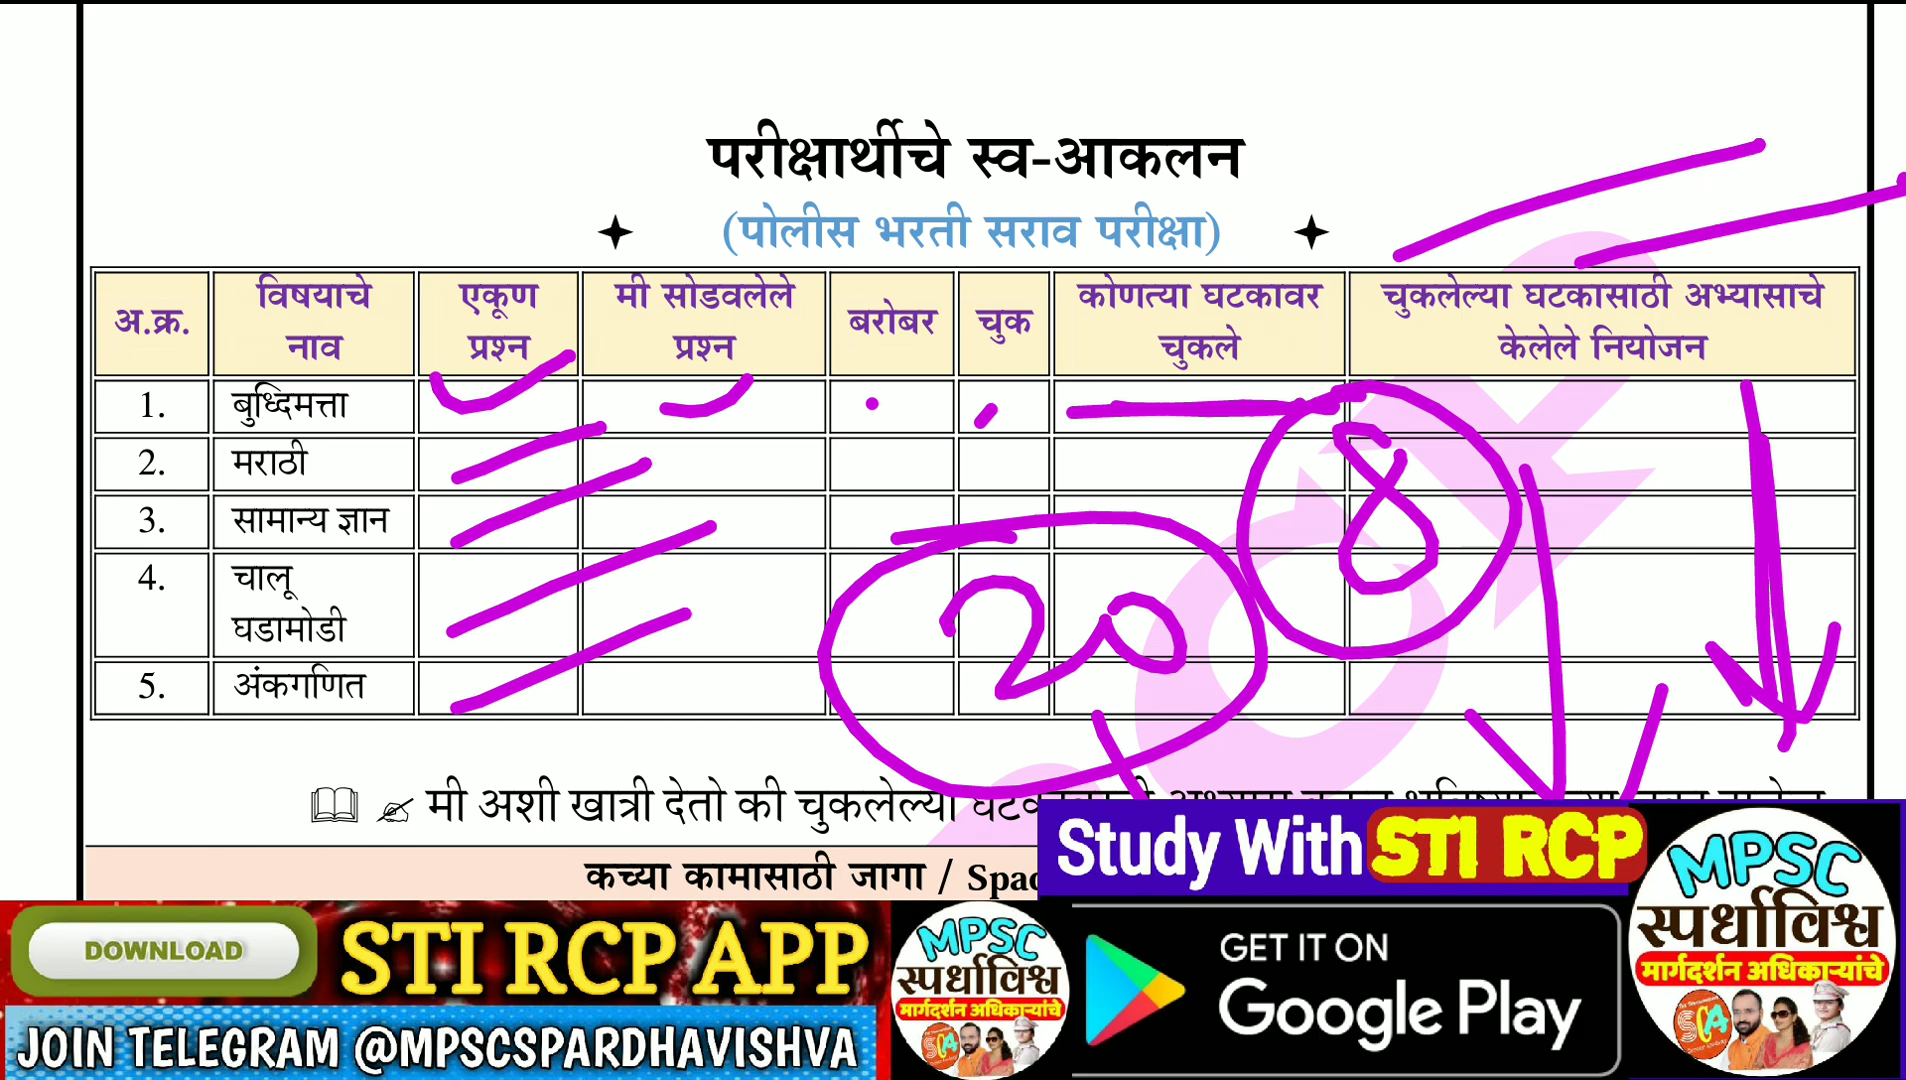 परीक्षार्थीचे स्व-आकलन
(पोलीस भरती सराव परीक्षा)
अ.क्र. विषयाचे नाव एकूण प्रश्न मी सोडवलेले प्रश्न बरोबर चुक कोणत्या घटकावर चुकले चुकलेल्या घटकासाठी अभ्यासाचे केलेले नियोजन
1. बुध्दिमत्ता
2. मराठी
3. सामान्य ज्ञान
4. चालू घडामोडी
5. अंकगणित
8
20
मी अशी खात्री देतो की चुकलेल्या
कच्या कामासाठी जागा /
Study With STI RCP
DOWNLOAD
STI RCP APP
JOIN TELEGRAM @MPSCSPARDHAVISHVA
MPSC
स्पर्धाविश्व
मार्गदर्शन अधिकाऱ्यांचे
GET IT ON
Google Play
MPSC
स्पर्धाविश्व
मार्गदर्शन अधिकाऱ्यांचे